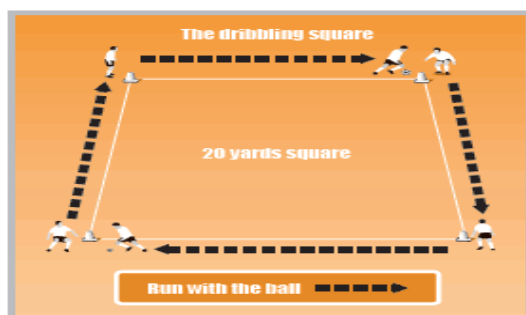 The dribbling square
20 yards square
Run with the ball